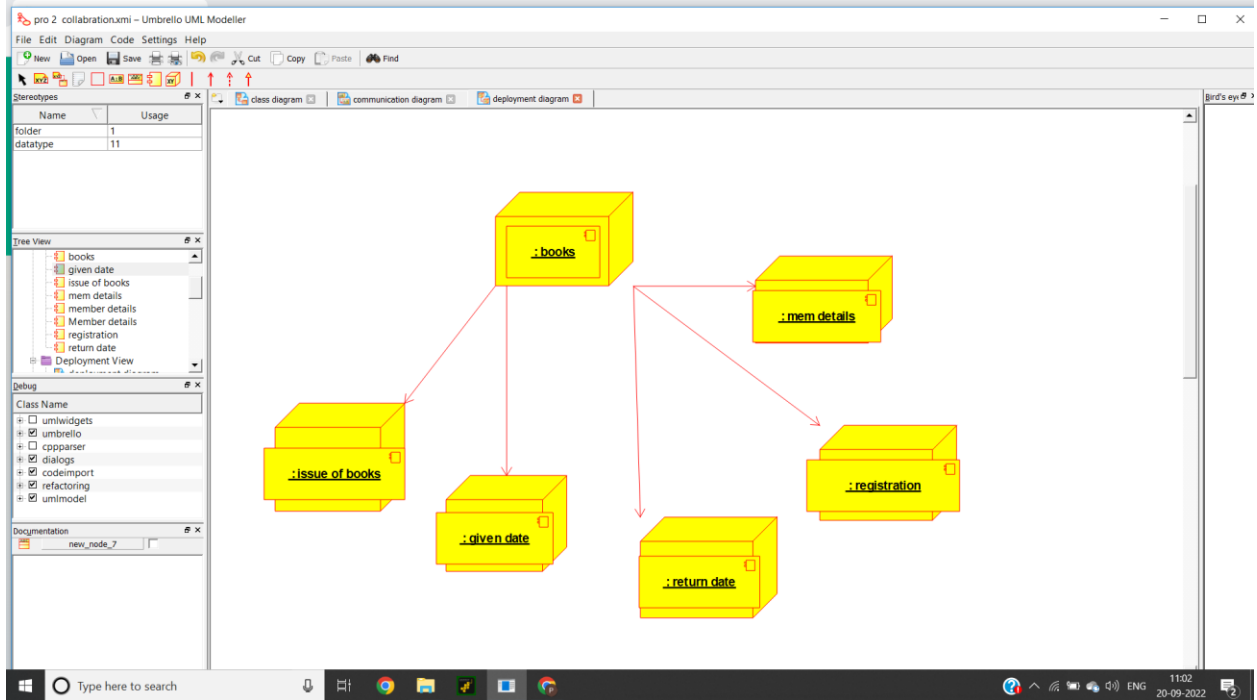 pro 2 collabration.xmi – Umbrello UML Modeller
File Edit Diagram Code Settings Help
New Open Save Cut Copy Paste Find
Stereotypes
Name Usage
folder 1
datatype 11
class diagram communication diagram deployment diagram
Bird's eye
Tree View
books
given date
issue of books
mem details
member details
Member details
registration
return date
Deployment View
deployment diagram
Debug
Class Name
umlwidgets
umbrello
cppparser
dialogs
codeimport
refactoring
umlmodel
Documentation
new_node_7
: books
: mem details
: issue of books
: registration
: given date
: return date
Type here to search
ENG
11:02
20-09-2022
2